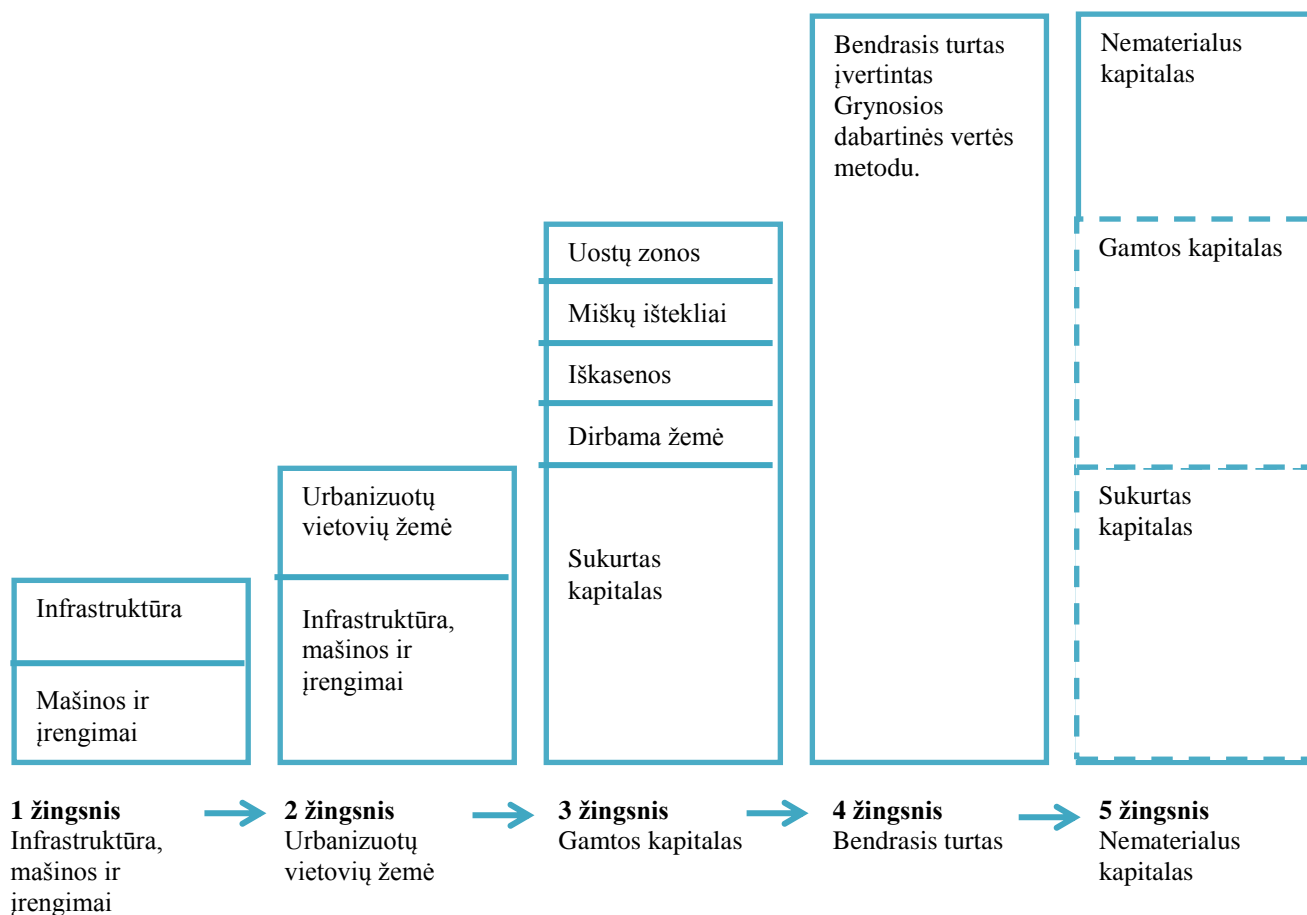 Bendrasis turtas
įvertintas
Grynosios
dabartinės vertės
metodu.
Nematerialus
kapitalas
Uostų zonos
Miškų ištekliai
Iškasenos
Dirbama žemė
Sukurtas
kapitalas
Gamtos kapitalas
Sukurtas
kapitalas
Urbanizuotų
vietovių žemė
Infrastruktūra,
mašinos ir
įrengimai
Infrastruktūra
Mašinos ir
įrengimai
1 žingsnis
Infrastruktūra,
mašinos ir
įrengimai
2 žingsnis
Urbanizuotų
vietovių žemė
3 žingsnis
Gamtos kapitalas
4 žingsnis
Bendrasis turtas
5 žingsnis
Nematerialus
kapitalas